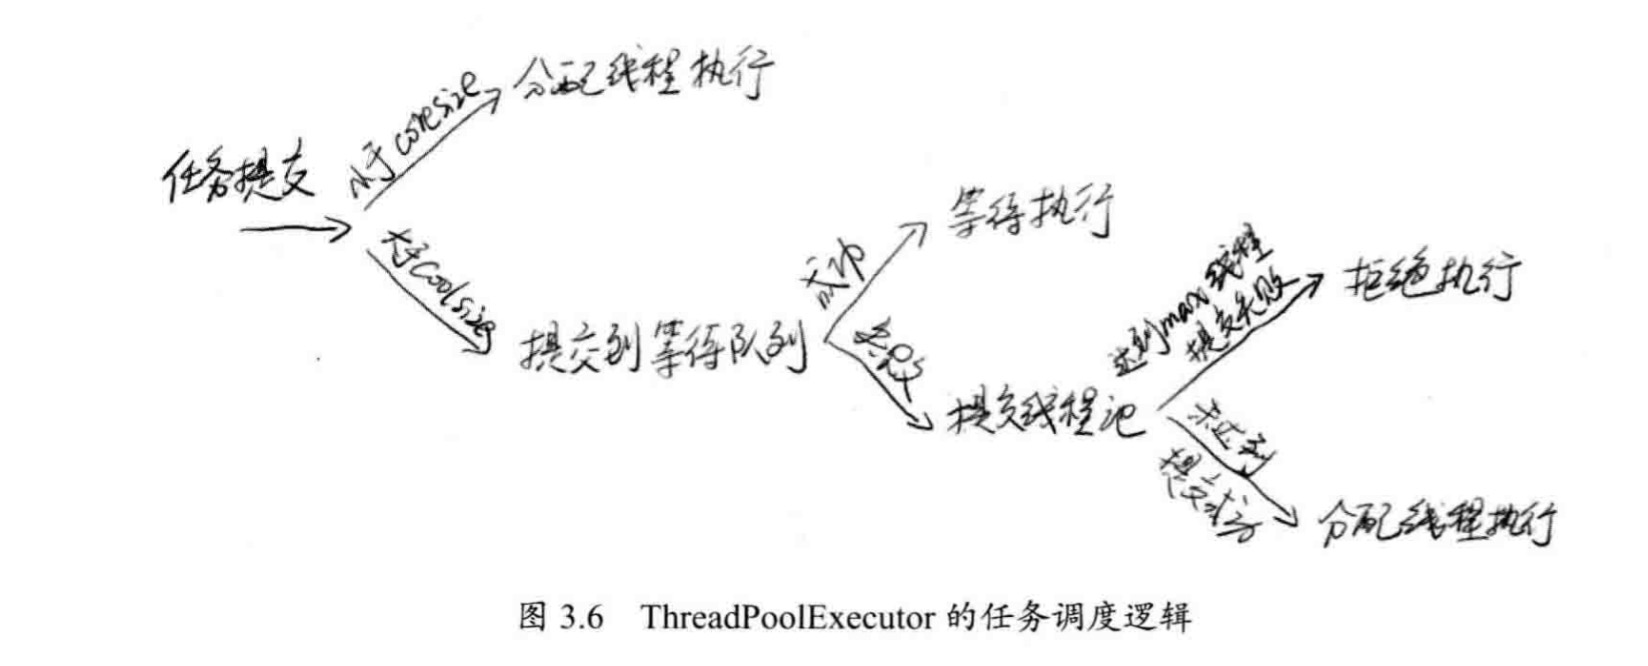 任务提交
小于coresize
分配线程执行
大于coolsize
提交到等待队列
成功
等待执行
失败
提交线程池
达到max线程
提交失败
拒绝执行
未达到
提交成功
分配线程执行
图 3.6 ThreadPoolExecutor 的任务调度逻辑